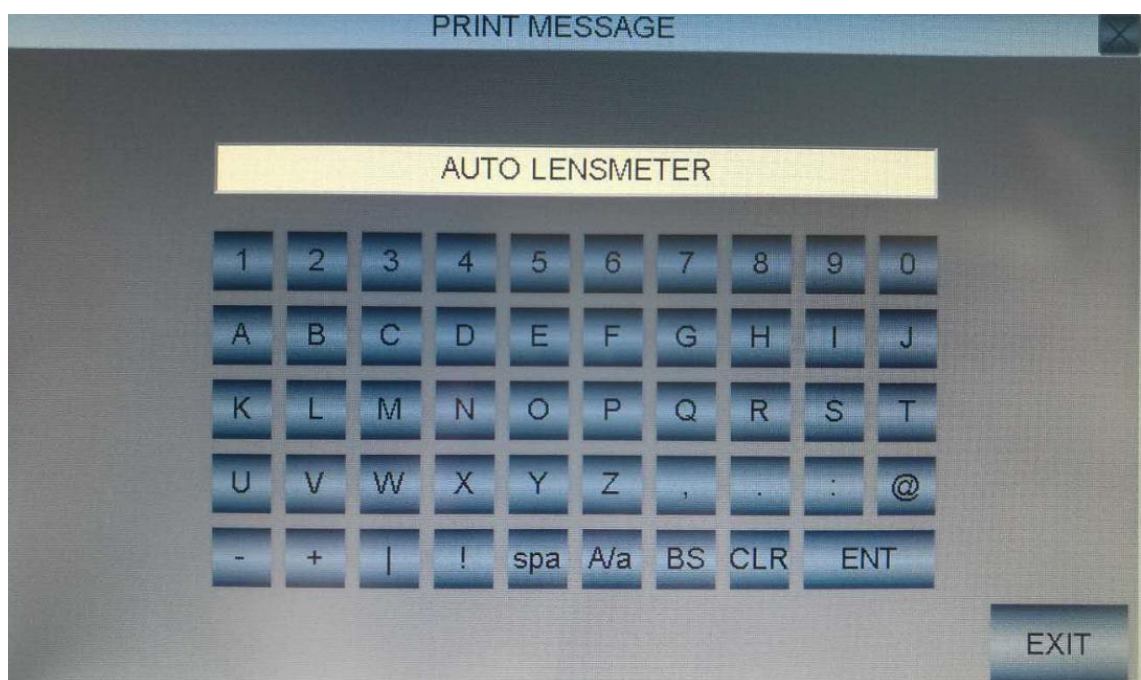 PRINT MESSAGE
AUTO LENSMETER
1 2 3 4 5 6 7 8 9 0
A B C D E F G H I J
K L M N O P Q R S T
U V W X Y Z , . : @
- + | ! spa A/a BS CLR ENT
EXIT